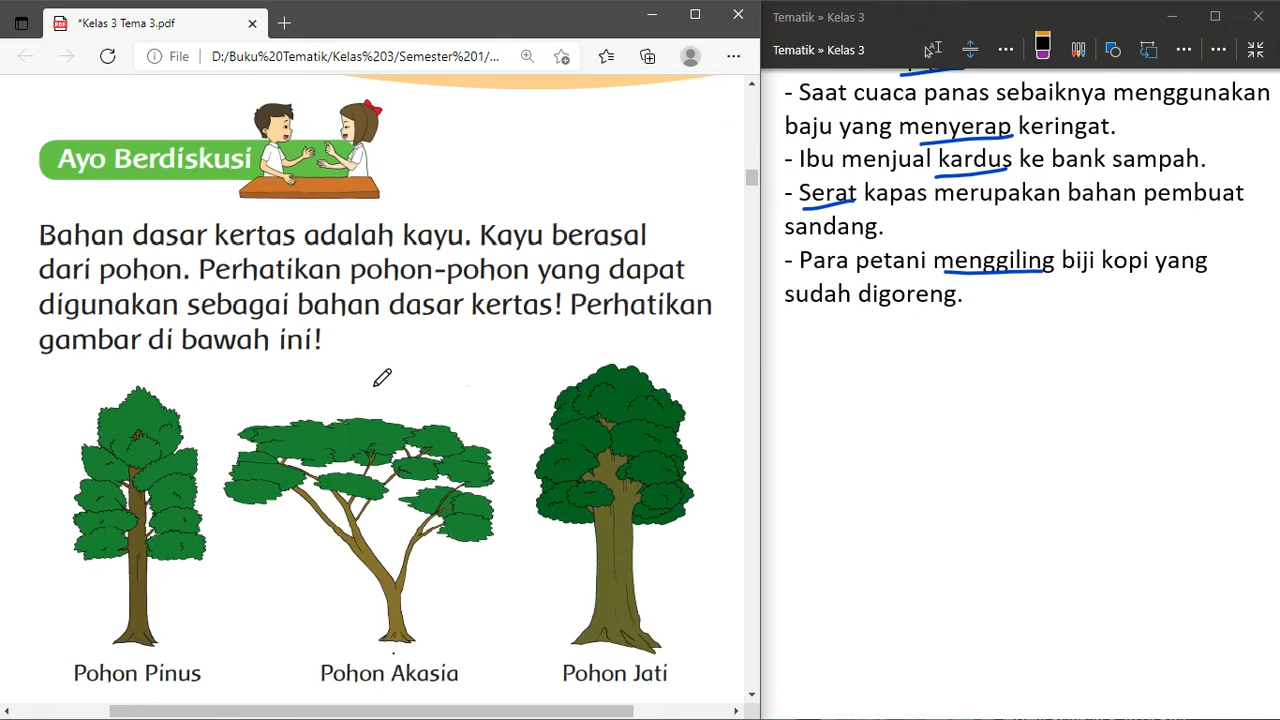 *Kelas 3 Tema 3.pdf
File
D:/Buku%20Tematik/Kelas%203/Semester%201/...
Ayo Berdiskusi
Bahan dasar kertas adalah kayu. Kayu berasal
dari pohon. Perhatikan pohon-pohon yang dapat
digunakan sebagai bahan dasar kertas! Perhatikan
gambar di bawah ini!
Pohon Pinus
Pohon Akasia
Pohon Jati
Tematik » Kelas 3
Tematik » Kelas 3
- Saat cuaca panas sebaiknya menggunakan
baju yang menyerap keringat.
- Ibu menjual kardus ke bank sampah.
- Serat kapas merupakan bahan pembuat
sandang.
- Para petani menggiling biji kopi yang
sudah digoreng.